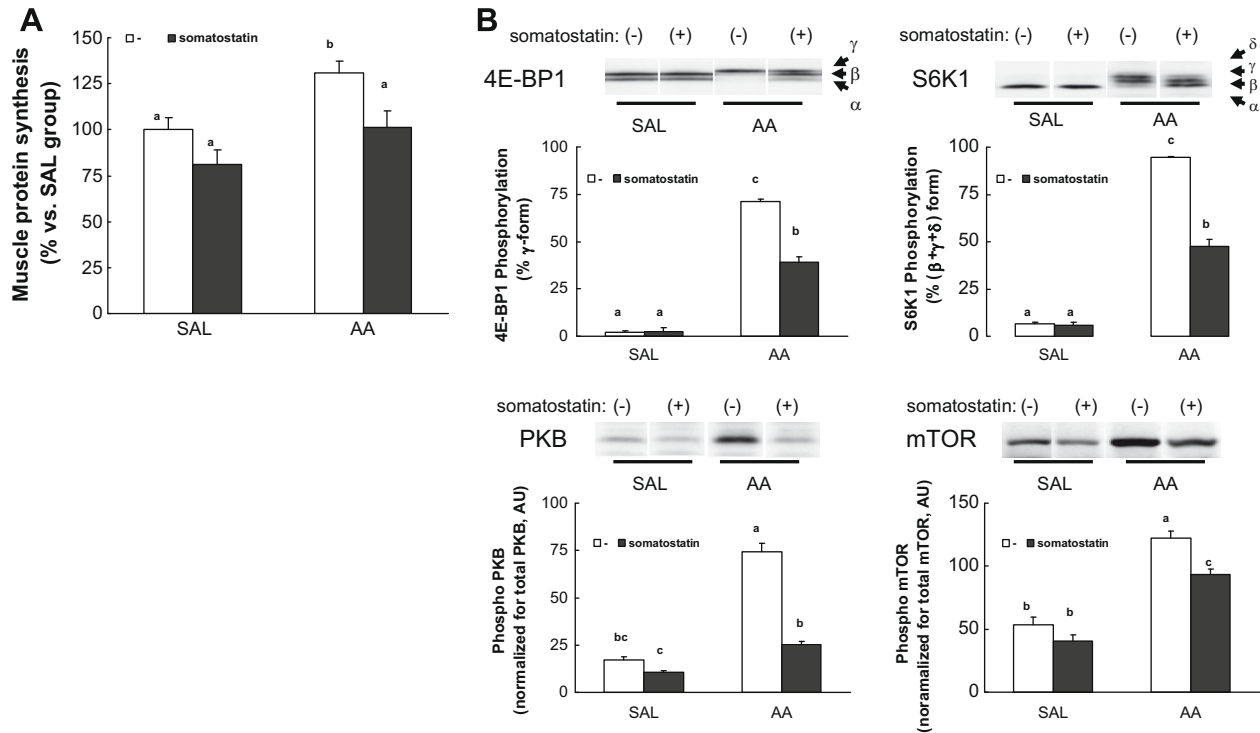 A
Muscle protein synthesis
(% vs. SAL group)
150
125
100
75
50
25
0
- somatostatin
a
a
b
a
SAL
AA
B
somatostatin: (-) (+) (-) (+)
4E-BP1
γ
β
α
SAL
AA
4E-BP1 Phosphorylation
(% γ-form)
100
75
50
25
0
- somatostatin
a
a
c
b
SAL
AA
somatostatin: (-) (+) (-) (+)
S6K1
δ
γ
β
α
SAL
AA
S6K1 Phosphorylation
(% (β+γ+δ) form)
100
75
50
25
0
- somatostatin
a
a
c
b
SAL
AA
somatostatin: (-) (+) (-) (+)
PKB
SAL
AA
Phospho PKB
(normalized for total PKB, AU)
100
75
50
25
0
- somatostatin
bc
c
a
b
SAL
AA
somatostatin: (-) (+) (-) (+)
mTOR
SAL
AA
Phospho mTOR
(noramalized for total mTOR, AU)
150
100
50
0
- somatostatin
b
b
a
c
SAL
AA